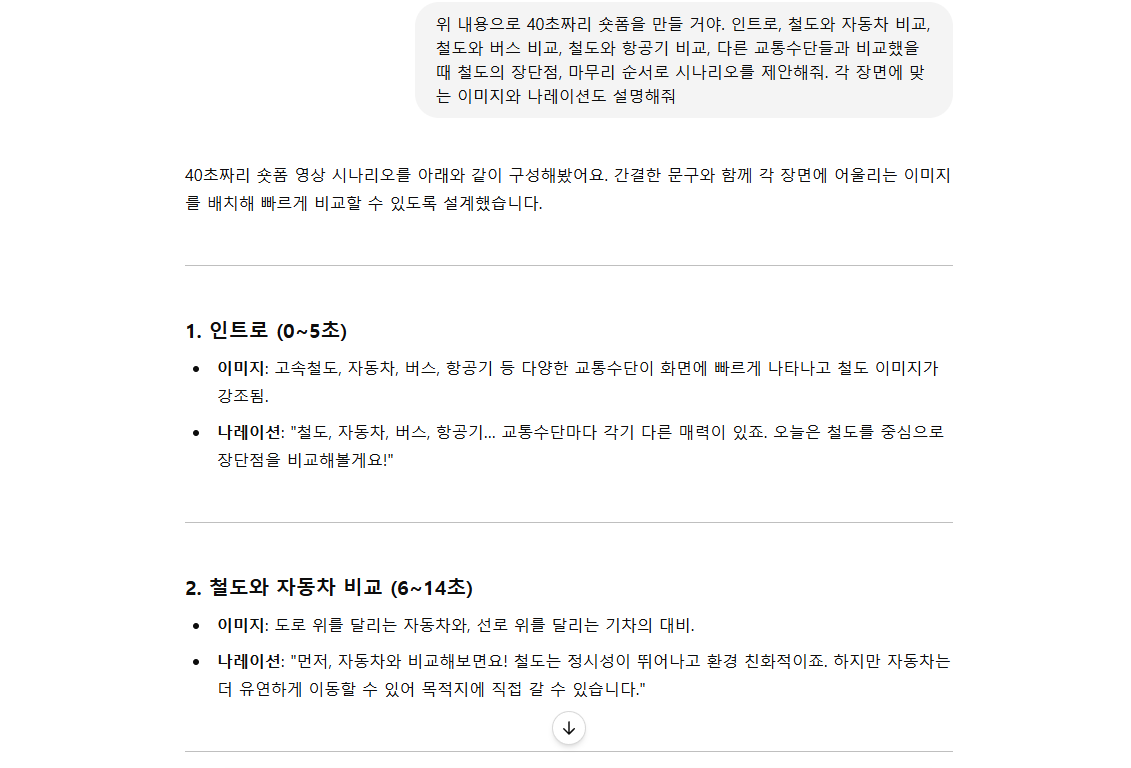 위 내용으로 40초짜리 숏폼을 만들 거야. 인트로, 철도와 자동차 비교,
철도와 버스 비교, 철도와 항공기 비교, 다른 교통수단들과 비교했을
때 철도의 장단점, 마무리 순서로 시나리오를 제안해줘. 각 장면에 맞
는 이미지와 나레이션도 설명해줘
40초짜리 숏폼 영상 시나리오를 아래와 같이 구성해봤어요. 간결한 문구와 함께 각 장면에 어울리는 이미지
를 배치해 빠르게 비교할 수 있도록 설계했습니다.
1. 인트로 (0~5초)
• 이미지: 고속철도, 자동차, 버스, 항공기 등 다양한 교통수단이 화면에 빠르게 나타나고 철도 이미지가
강조됨.
• 나레이션: "철도, 자동차, 버스, 항공기... 교통수단마다 각기 다른 매력이 있죠. 오늘은 철도를 중심으로
장단점을 비교해볼게요!"
2. 철도와 자동차 비교 (6~14초)
• 이미지: 도로 위를 달리는 자동차와, 선로 위를 달리는 기차의 대비.
• 나레이션: "먼저, 자동차와 비교해보면요! 철도는 정시성이 뛰어나고 환경 친화적이죠. 하지만 자동차는
더 유연하게 이동할 수 있어 목적지에 직접 갈 수 있습니다."